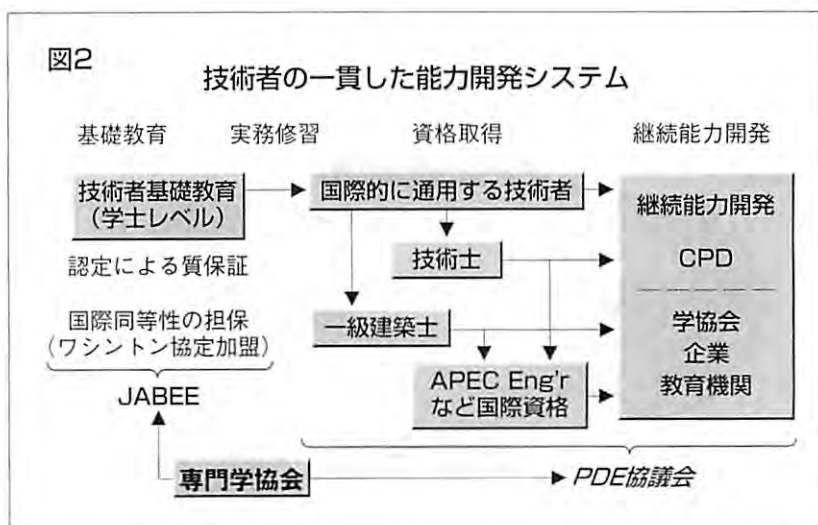 図2
技術者の一貫した能力開発システム
基礎教育 実務修習 資格取得 継続能力開発
技術者基礎教育
(学士レベル)
国際的に通用する技術者
継続能力開発
技術士
CPD
認定による質保証
国際同等性の担保
(ワシントン協定加盟)
一級建築士
学協会
企業
教育機関
APEC Eng'r
など国際資格
JABEE
専門学協会
PDE協議会